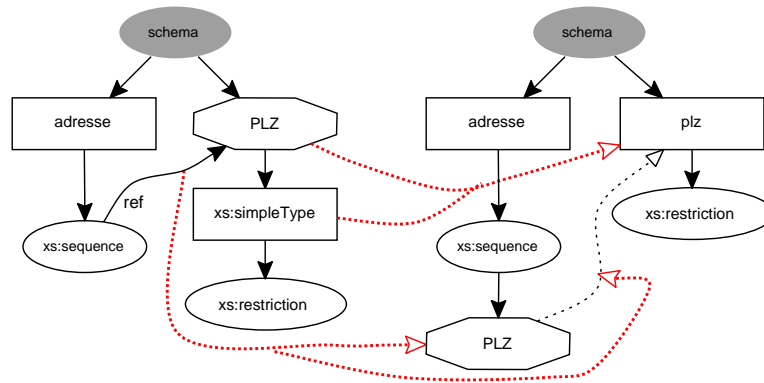 schema
schema
adresse
PLZ
adresse
plz
ref
xs:simpleType
xs:restriction
xs:sequence
xs:sequence
xs:restriction
PLZ